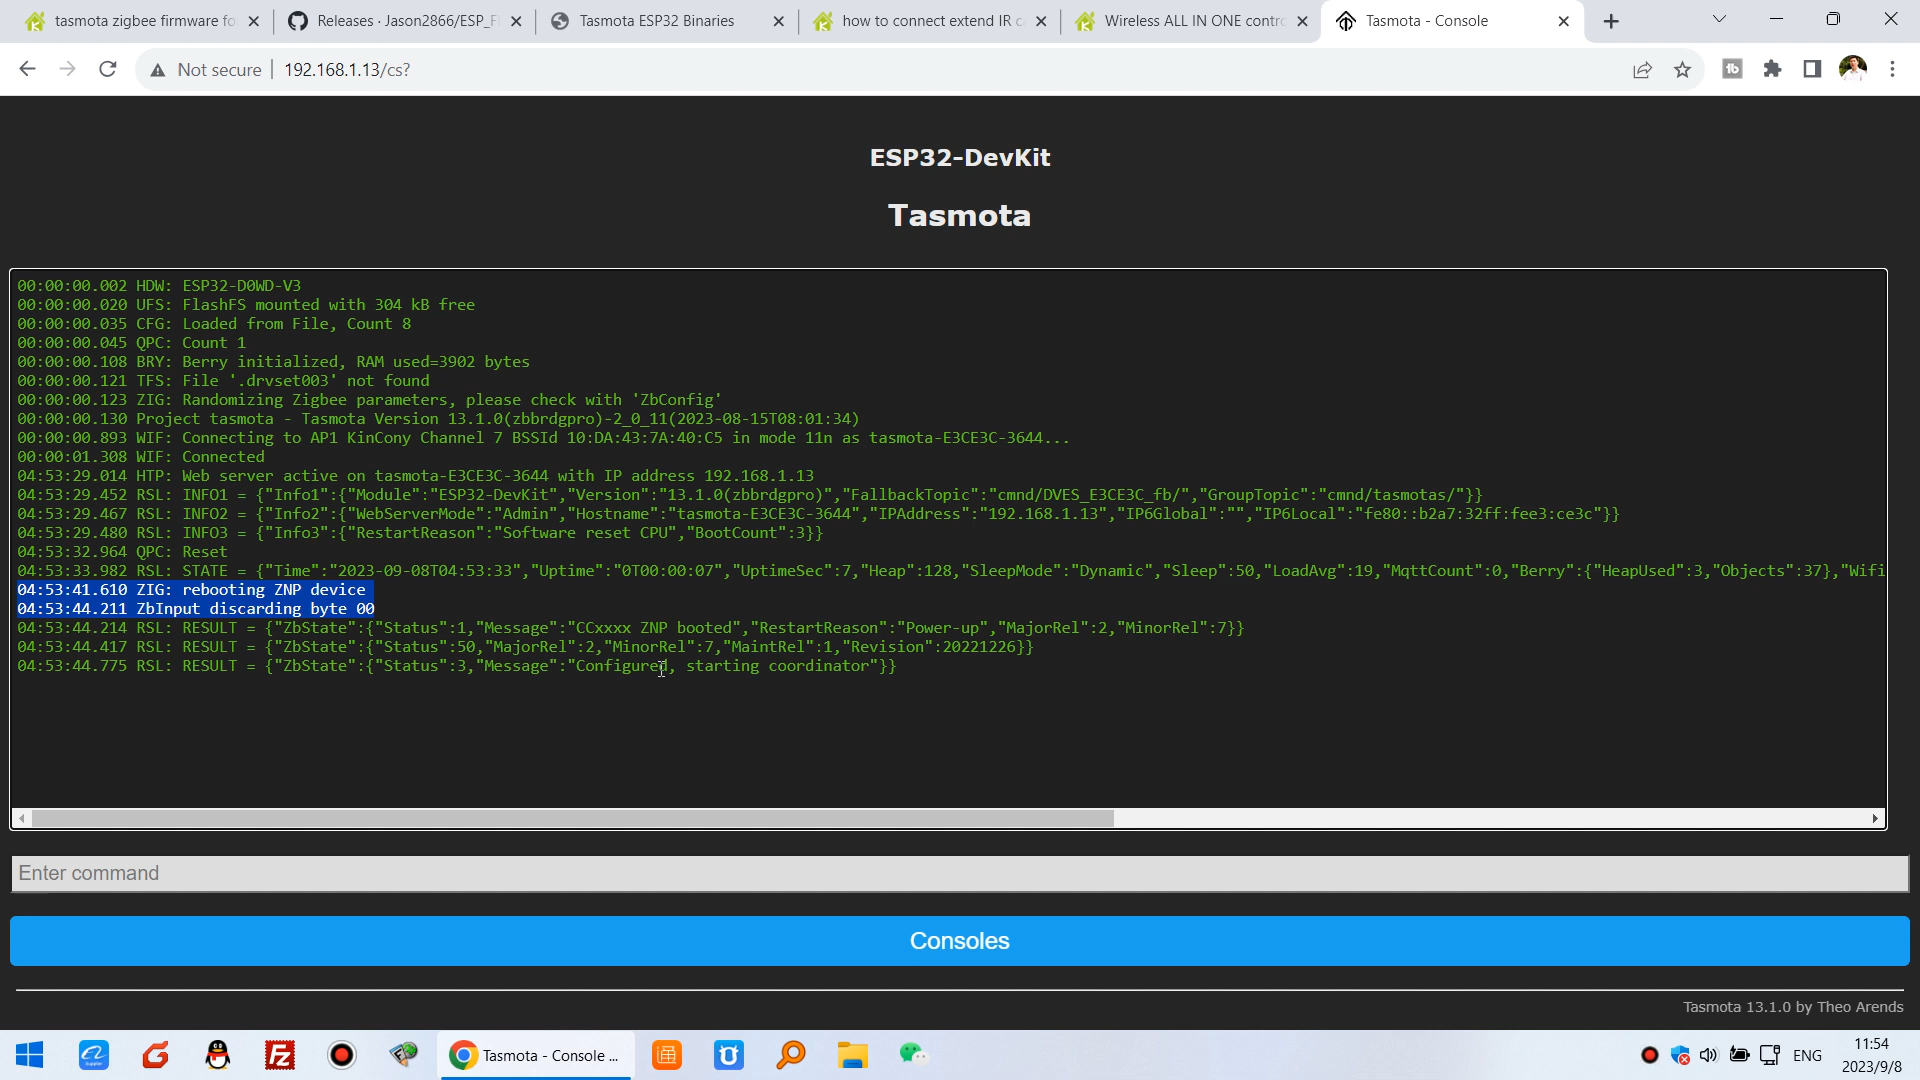 tasmota zigbee firmware fo
Releases · Jason2866/ESP_Fl
Tasmota ESP32 Binaries
how to connect extend IR c
Wireless ALL IN ONE contro
Tasmota - Console
Not secure
192.168.1.13/cs?
ESP32-DevKit
Tasmota
00:00:00.002 HDW: ESP32-D0WD-V3
00:00:00.020 UFS: FlashFS mounted with 304 kB free
00:00:00.035 CFG: Loaded from File, Count 8
00:00:00.045 QPC: Count 1
00:00:00.108 BRY: Berry initialized, RAM used=3902 bytes
00:00:00.121 TFS: File '.drvset003' not found
00:00:00.123 ZIG: Randomizing Zigbee parameters, please check with 'ZbConfig'
00:00:00.130 Project tasmota - Tasmota Version 13.1.0(zbbrdgpro)-2_0_11(2023-08-15T08:01:34)
00:00:00.893 WIF: Connecting to AP1 KinCony Channel 7 BSSId 10:DA:43:7A:40:C5 in mode 11n as tasmota-E3CE3C-3644...
00:00:01.308 WIF: Connected
04:53:29.014 HTP: Web server active on tasmota-E3CE3C-3644 with IP address 192.168.1.13
04:53:29.452 RSL: INFO1 = {"Info1":{"Module":"ESP32-DevKit","Version":"13.1.0(zbbrdgpro)","FallbackTopic":"cmnd/DVES_E3CE3C_fb/","GroupTopic":"cmnd/tasmotas/"}}
04:53:29.467 RSL: INFO2 = {"Info2":{"WebServerMode":"Admin","Hostname":"tasmota-E3CE3C-3644","IPAddress":"192.168.1.13","IP6Global":"","IP6Local":"fe80::b2a7:32ff:fee3:ce3c"}}
04:53:29.480 RSL: INFO3 = {"Info3":{"RestartReason":"Software reset CPU","BootCount":3}}
04:53:32.964 QPC: Reset
04:53:33.982 RSL: STATE = {"Time":"2023-09-08T04:53:33","Uptime":"0T00:00:07","UptimeSec":7,"Heap":128,"SleepMode":"Dynamic","Sleep":50,"LoadAvg":19,"MqttCount":0,"Berry":{"HeapUsed":3,"Objects":37},"Wifi
04:53:41.610 ZIG: rebooting ZNP device
04:53:44.211 ZbInput discarding byte 00
04:53:44.214 RSL: RESULT = {"ZbState":{"Status":1,"Message":"CCxxxx ZNP booted","RestartReason":"Power-up","MajorRel":2,"MinorRel":7}}
04:53:44.417 RSL: RESULT = {"ZbState":{"Status":50,"MajorRel":2,"MinorRel":7,"MaintRel":1,"Revision":20221226}}
04:53:44.775 RSL: RESULT = {"ZbState":{"Status":3,"Message":"Configured, starting coordinator"}}
Enter command
Consoles
Tasmota 13.1.0 by Theo Arends
Tasmota - Console ...
ENG
11:54
2023/9/8